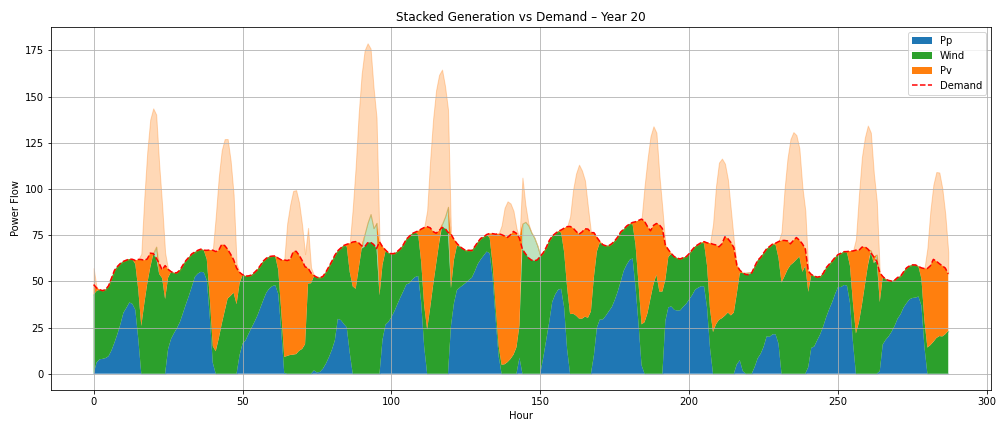 Stacked Generation vs Demand – Year 20
Power Flow
175
150
125
100
75
50
25
0
0
50
100
150
200
250
300
Hour
Pp
Wind
Pv
Demand